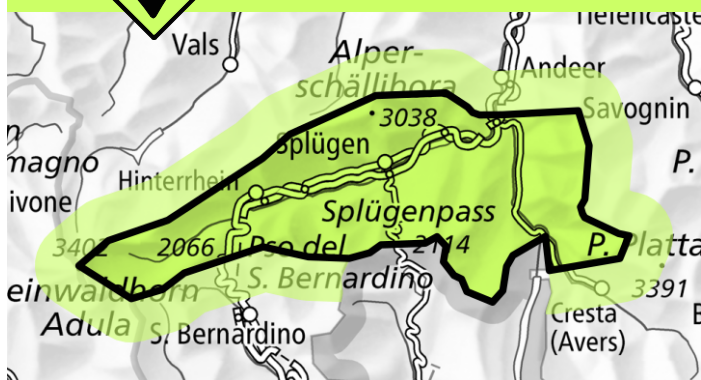 Tiefencaste
Vals
Alper-
schällihorn
Andeer
Savognin
3038
Splügen
magno
ivone
Hinterrhein
P.
Splügenpass
3402
2066
Pso del
S. Bernardino
2114
P. Platta
3391
einwaldhorn
Adula
S. Bernardino
Cresta
(Avers)